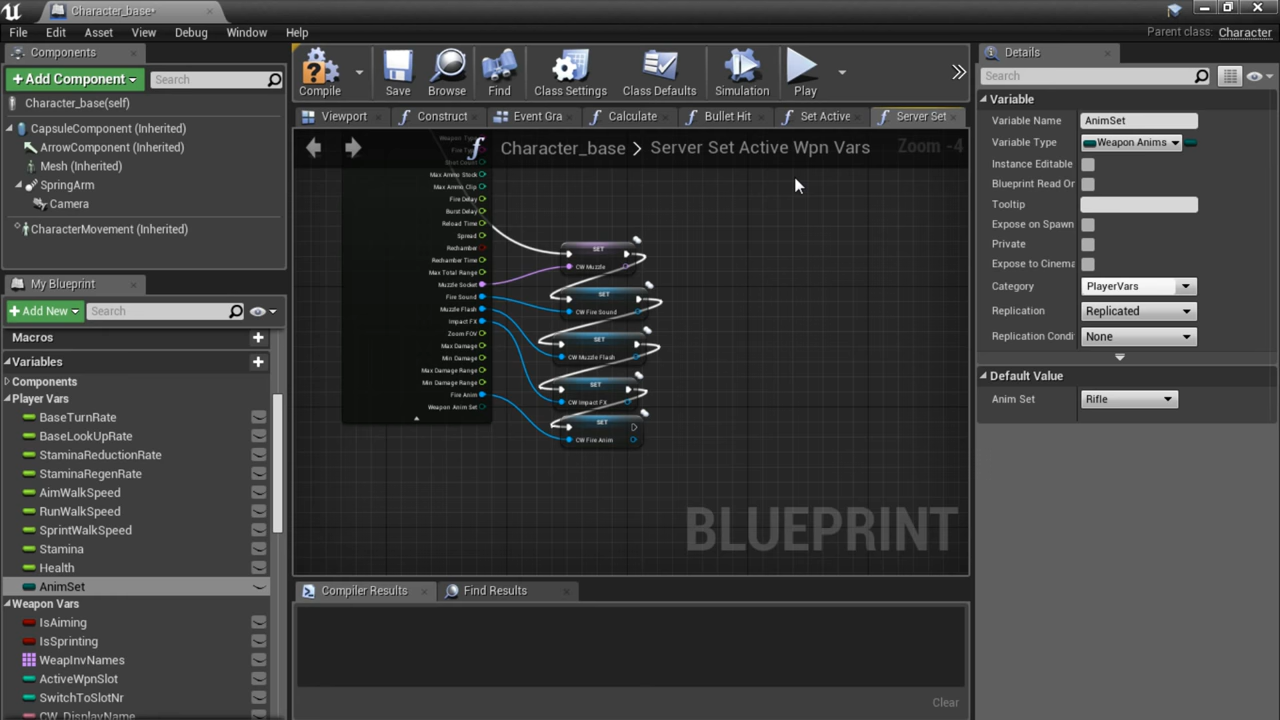 Character_base*
File Edit Asset View Debug Window Help
Parent class: Character
Components
+Add Component
Search
Character_base(self)
CapsuleComponent (Inherited)
ArrowComponent (Inherited)
Mesh (Inherited)
SpringArm
Camera
CharacterMovement (Inherited)
My Blueprint
+Add New
Search
Macros
Variables
Components
Player Vars
BaseTurnRate
BaseLookUpRate
StaminaReductionRate
StaminaRegenRate
AimWalkSpeed
RunWalkSpeed
SprintWalkSpeed
Stamina
Health
AnimSet
Weapon Vars
IsAiming
IsSprinting
WeapInvNames
ActiveWpnSlot
SwitchToSlotNr
CW_DisplayName
Compile Save Browse Find Class Settings Class Defaults Simulation Play
Viewport Construct Event Gra Calculate Bullet Hit Set Active Server Set
Character_base > Server Set Active Wpn Vars
Zoom -4
Weapon Type
Fire Type
Shot Count
Max Ammo Stock
Max Ammo Clip
Fire Delay
Burst Delay
Reload Time
Spread
Rechamber
Rechamber Time
Max Total Range
Muzzle Socket
Fire Sound
Muzzle Flash
Impact FX
Zoom FOV
Max Damage
Min Damage
Max Damage Range
Min Damage Range
Fire Anim
Weapon Anim Set
SET
CW Muzzle
SET
CW Fire Sound
SET
CW Muzzle Flash
SET
CW Impact FX
SET
CW Fire Anim
BLUEPRINT
Compiler Results
Find Results
Clear
Details
Search
Variable
Variable Name AnimSet
Variable Type Weapon Anims
Instance Editable
Blueprint Read On
Tooltip
Expose on Spawn
Private
Expose to Cinema
Category PlayerVars
Replication Replicated
Replication Condi None
Default Value
Anim Set Rifle